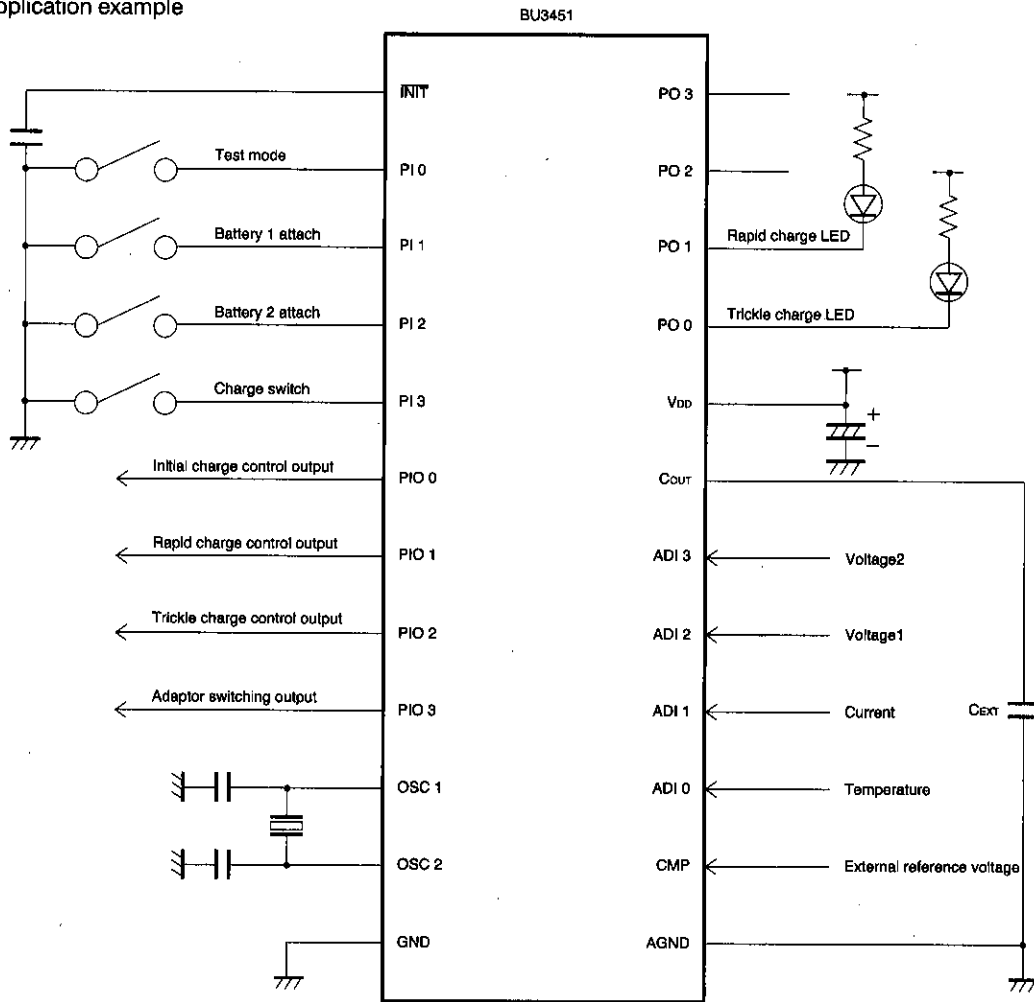 pplication example
BU3451
INIT
PO 3
Test mode
PI 0
PO 2
Battery 1 attach
PI 1
PO 1
Rapid charge LED
Battery 2 attach
PI 2
PO 0
Trickle charge LED
Charge switch
PI 3
VDD
+
−
Initial charge control output
PIO 0
COUT
Rapid charge control output
PIO 1
ADI 3
Voltage2
Trickle charge control output
PIO 2
ADI 2
Voltage1
Adaptor switching output
PIO 3
ADI 1
Current
CEXT
OSC 1
ADI 0
Temperature
OSC 2
CMP
External reference voltage
GND
AGND